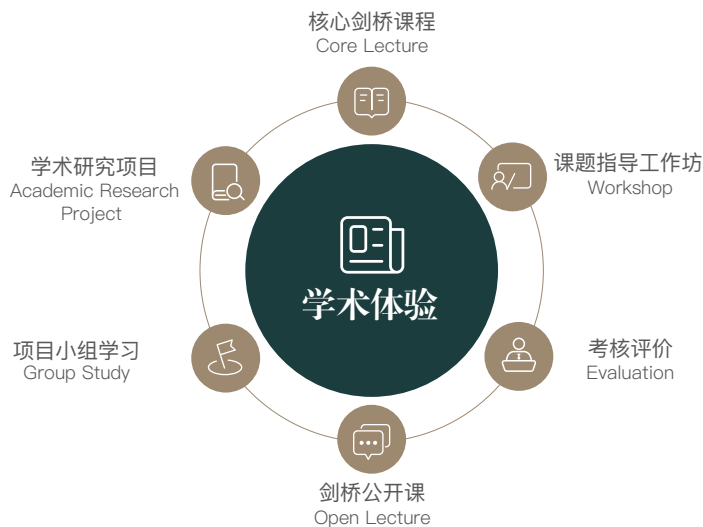 核心剑桥课程
Core Lecture
学术研究项目
Academic Research
Project
课题指导工作坊
Workshop
学术体验
项目小组学习
Group Study
考核评价
Evaluation
剑桥公开课
Open Lecture